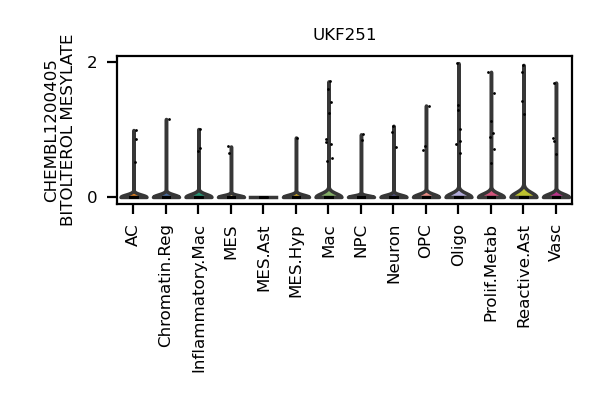 UKF251
CHEMBL1200405
BITOLTEROL MESYLATE
2
0
AC
Chromatin.Reg
Inflammatory.Mac
MES
MES.Ast
MES.Hyp
Mac
NPC
Neuron
OPC
Oligo
Prolif.Metab
Reactive.Ast
Vasc